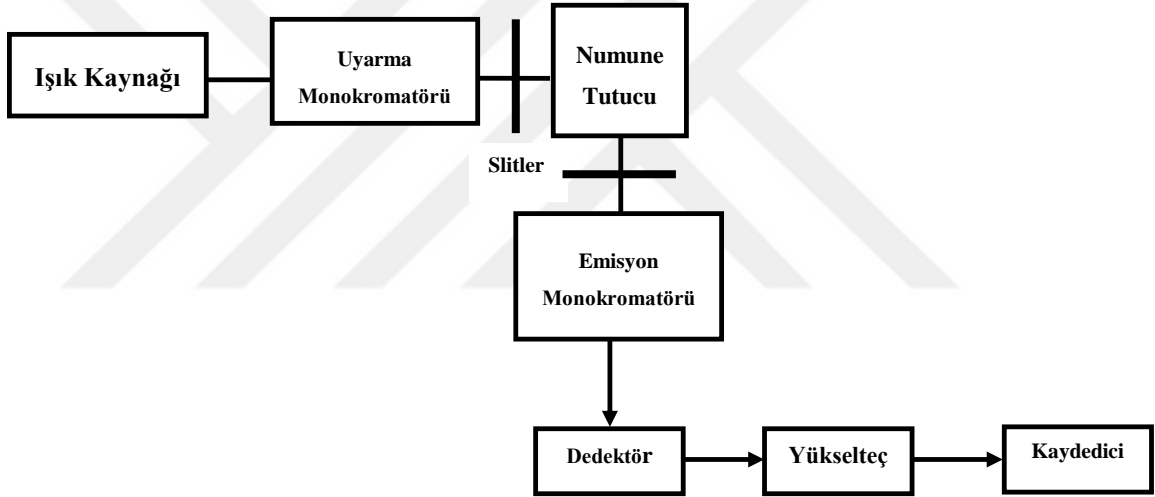 Işık Kaynağı
Uyarma
Monokromatörü
Numune
Tutucu
Slitler
Emisyon
Monokromatörü
Dedektör
Yükselteç
Kaydedici